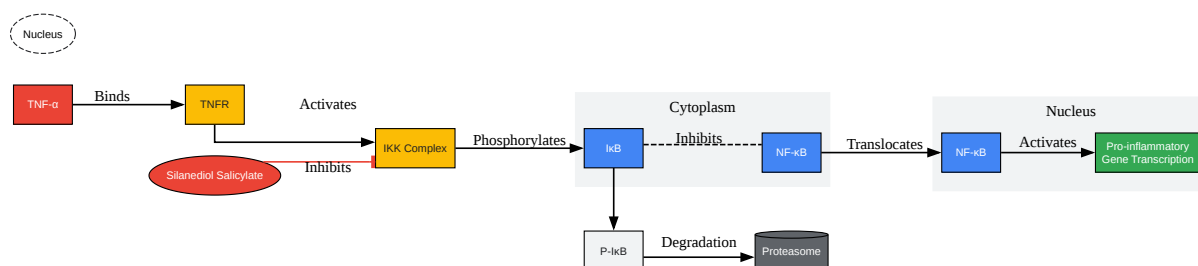 Nucleus
TNF-α
Binds
TNFR
Activates
Silanediol Salicylate
Inhibits
IKK Complex
Phosphorylates
Cytoplasm
IκB
Inhibits
NF-κB
Translocates
Nucleus
NF-κB
Activates
Pro-inflammatory
Gene Transcription
P-IκB
Degradation
Proteasome